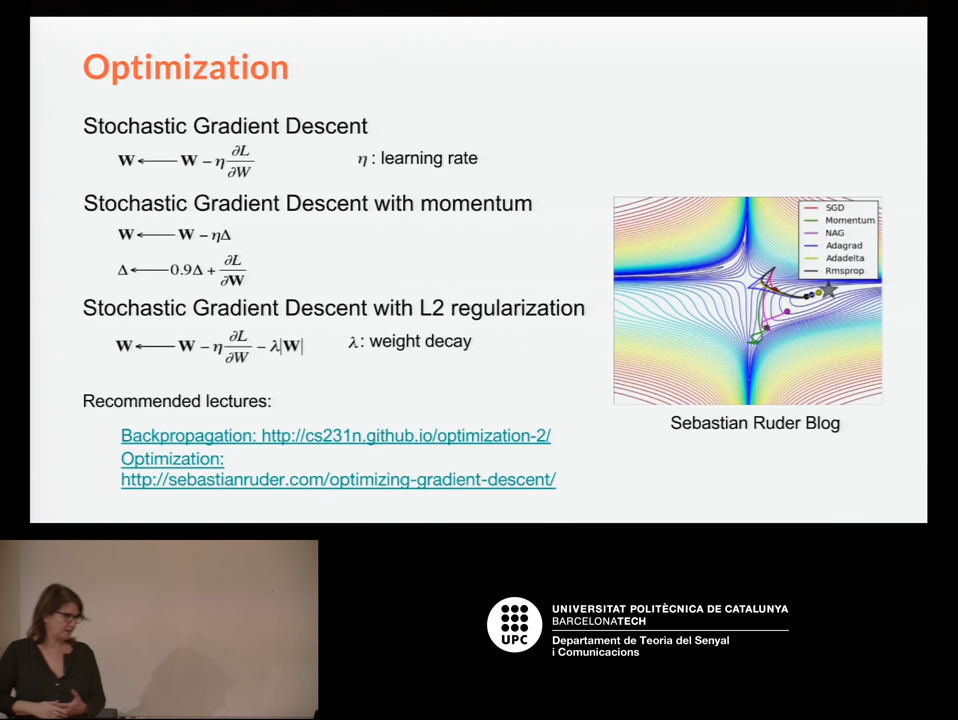 Optimization
Stochastic Gradient Descent
W ⟵ W − η ∂L/∂W
η : learning rate
Stochastic Gradient Descent with momentum
W ⟵ W − ηΔ
Δ ⟵ 0.9Δ + ∂L/∂W
Stochastic Gradient Descent with L2 regularization
W ⟵ W − η ∂L/∂W − λ|W|
λ : weight decay
Recommended lectures:
Backpropagation: http://cs231n.github.io/optimization-2/
Optimization:
http://sebastianruder.com/optimizing-gradient-descent/
SGD
Momentum
NAG
Adagrad
Adadelta
Rmsprop
Sebastian Ruder Blog
UPC
UNIVERSITAT POLITÈCNICA DE CATALUNYA
BARCELONATECH
Departament de Teoria del Senyal
i Comunicacions